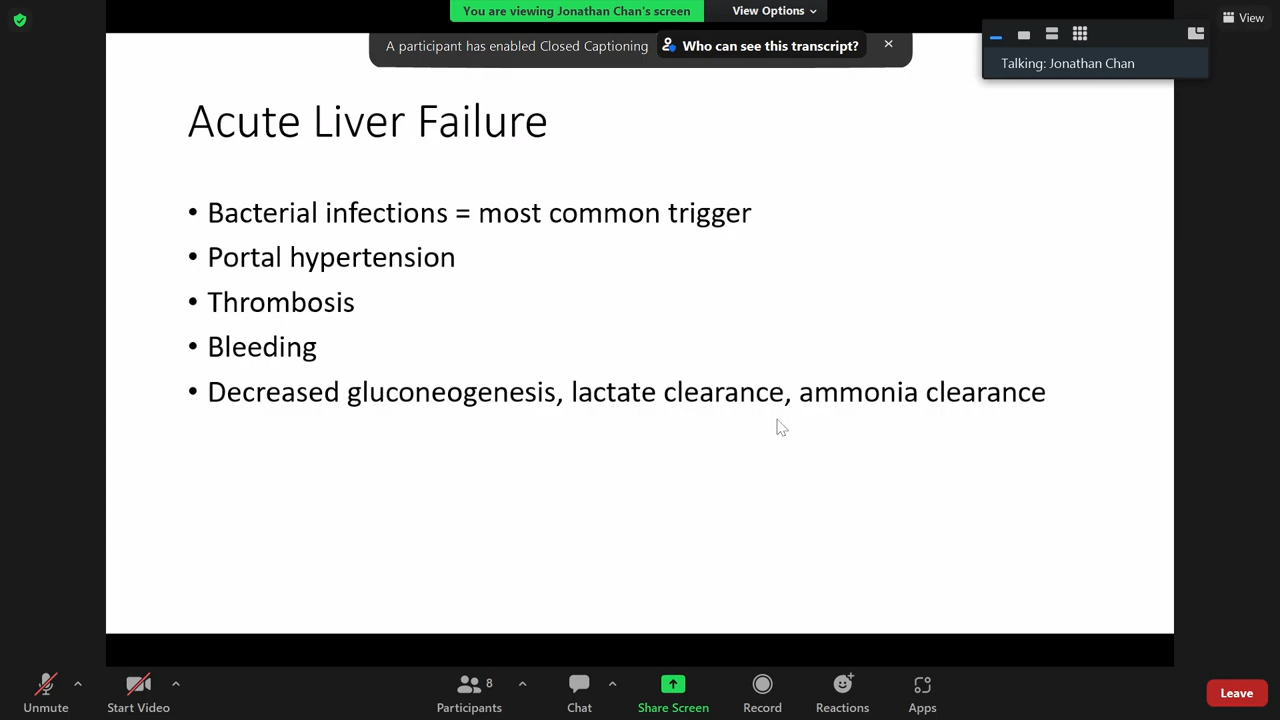 You are viewing Jonathan Chan's screen
View Options
View
A participant has enabled Closed Captioning
Who can see this transcript?
Talking: Jonathan Chan
Acute Liver Failure
• Bacterial infections = most common trigger
• Portal hypertension
• Thrombosis
• Bleeding
• Decreased gluconeogenesis, lactate clearance, ammonia clearance
8
Unmute
Start Video
Participants
Chat
Share Screen
Record
Reactions
Apps
Leave